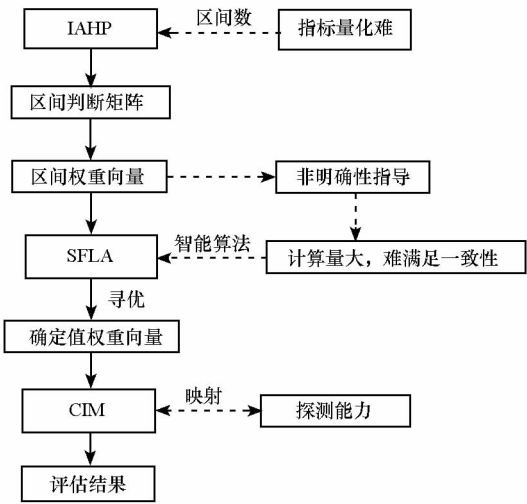 IAHP
区间数
指标量化难
区间判断矩阵
区间权重向量
非明确性指导
SFLA
智能算法
计算量大，难满足一致性
寻优
确定值权重向量
CIM
映射
探测能力
评估结果